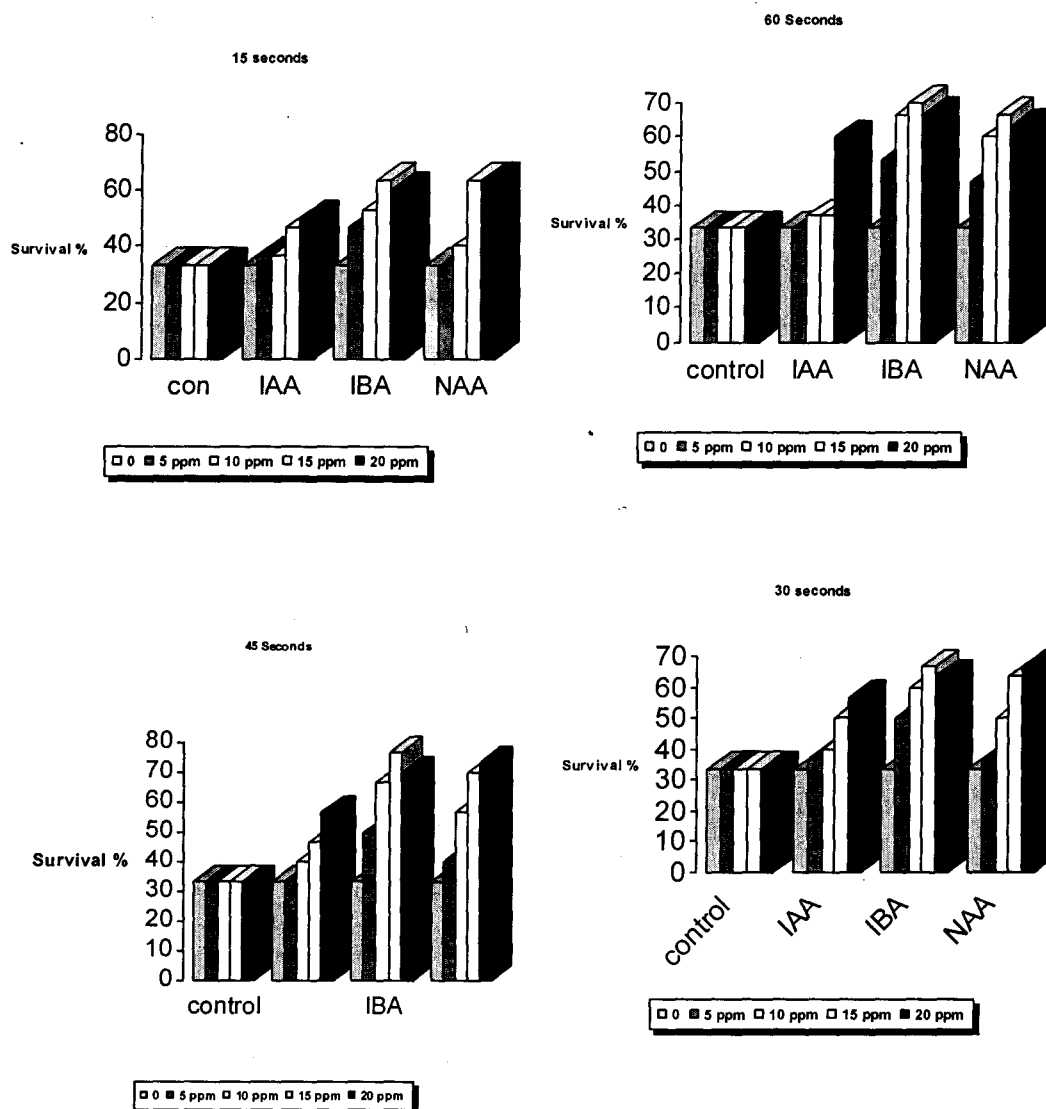 15 seconds
80
60
Survival %
40
20
0
con IAA IBA NAA
0 5 ppm 10 ppm 15 ppm 20 ppm
60 Seconds
70
60
50
Survival %
40
30
20
10
0
control IAA IBA NAA
0 5 ppm 10 ppm 15 ppm 20 ppm
45 Seconds
80
70
60
50
Survival %
40
30
20
10
0
control IBA
0 5 ppm 10 ppm 15 ppm 20 ppm
30 seconds
70
60
50
Survival %
40
30
20
10
0
control IAA IBA NAA
0 5 ppm 10 ppm 15 ppm 20 ppm